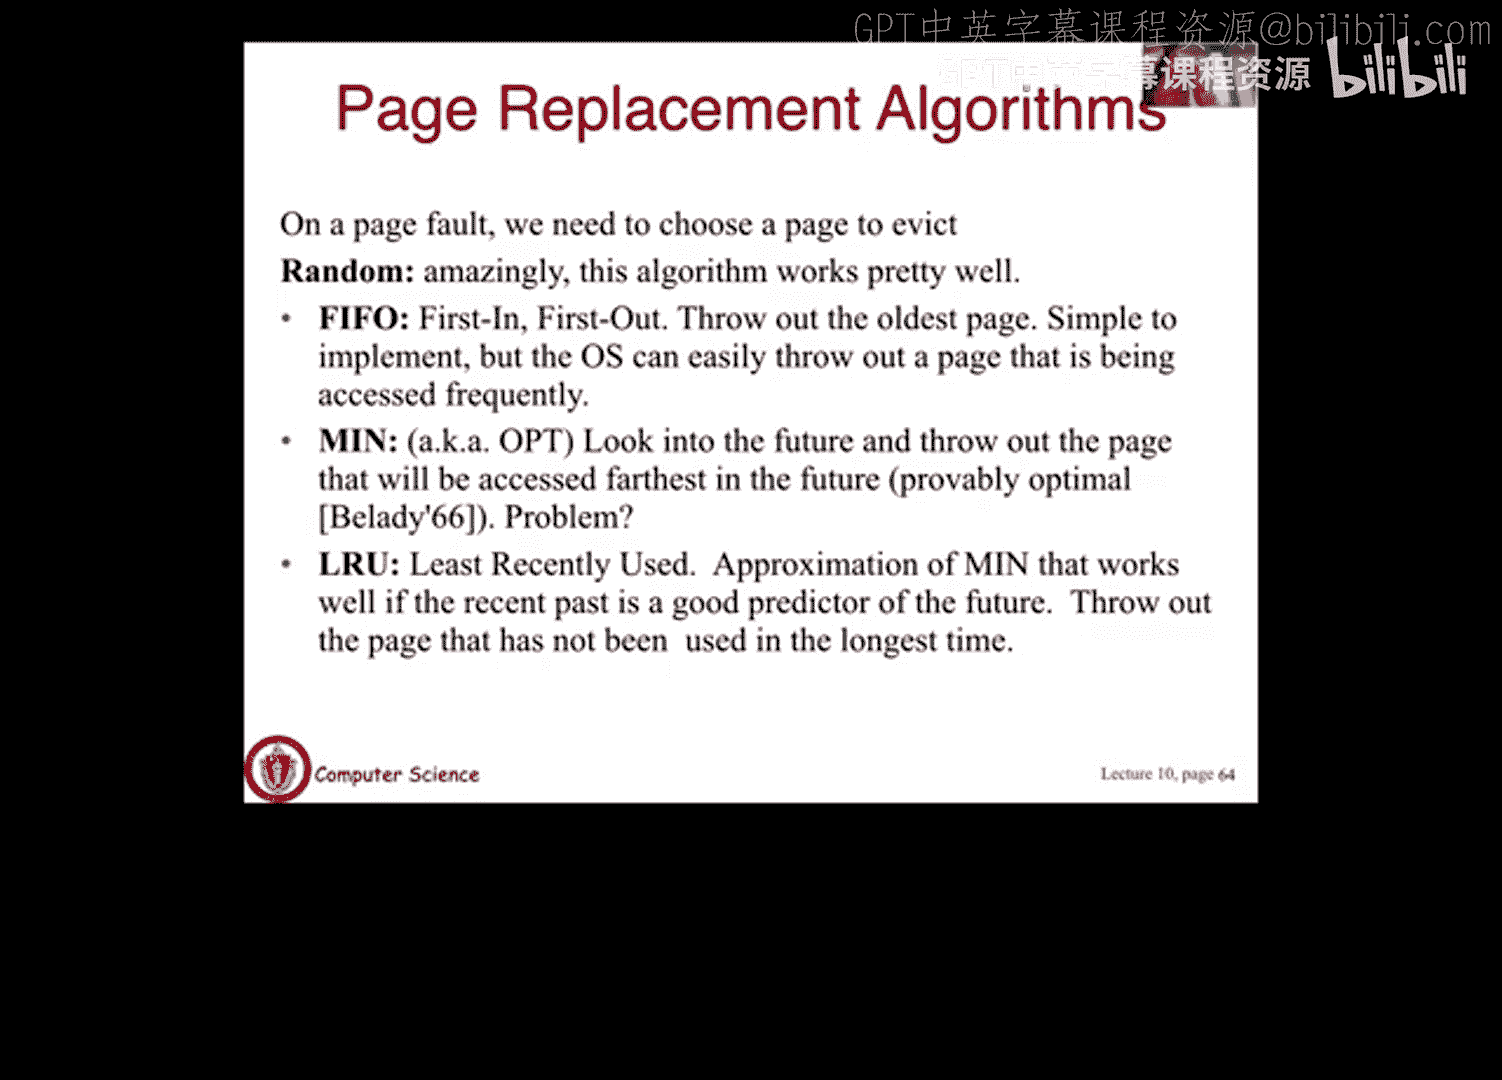 GPT中英字幕课程资源@bilibili.com
GPT中英字幕课程资源 bilibili
Page Replacement Algorithms
On a page fault, we need to choose a page to evict
Random: amazingly, this algorithm works pretty well.
• FIFO: First-In, First-Out. Throw out the oldest page. Simple to
implement, but the OS can easily throw out a page that is being
accessed frequently.
• MIN: (a.k.a. OPT) Look into the future and throw out the page
that will be accessed farthest in the future (provably optimal
[Belady'66]). Problem?
• LRU: Least Recently Used. Approximation of MIN that works
well if the recent past is a good predictor of the future. Throw out
the page that has not been used in the longest time.
Computer Science
Lecture 10, page 64